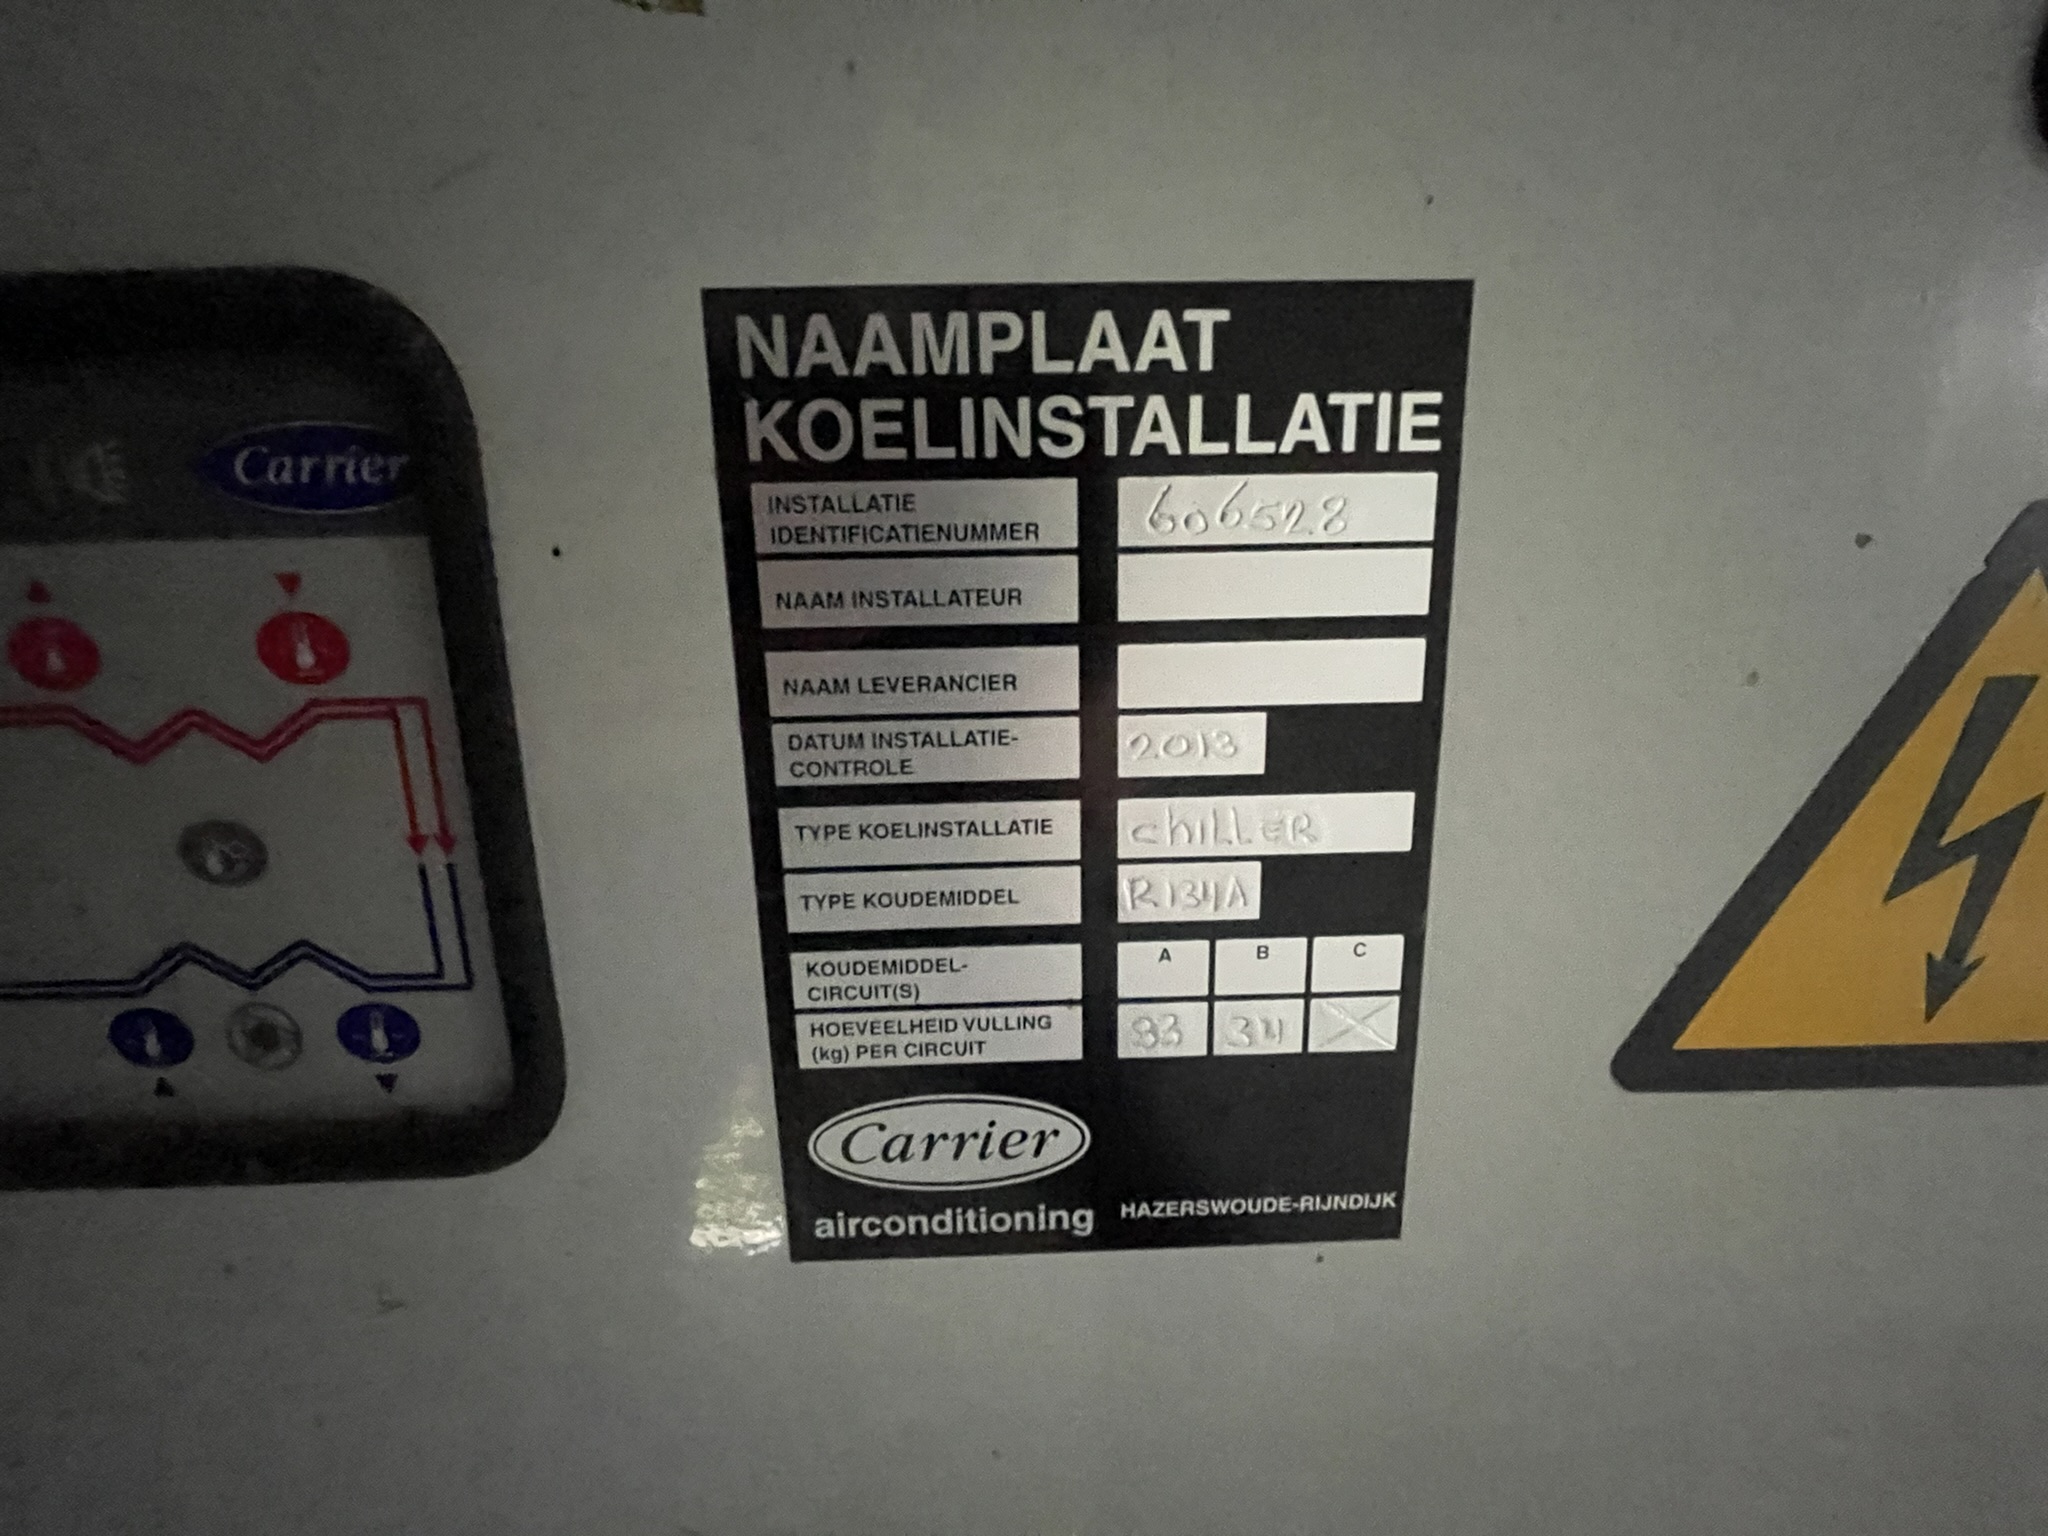 Carrier
NAAMPLAAT
KOELINSTALLATIE
INSTALLATIE
IDENTIFICATIENUMMER
606528
NAAM INSTALLATEUR
NAAM LEVERANCIER
DATUM INSTALLATIE-
CONTROLE
2013
TYPE KOELINSTALLATIE
CHILLER
TYPE KOUDEMIDDEL
R134A
KOUDEMIDDEL-
CIRCUIT(S)
A B C
HOEVEELHEID VULLING
(kg) PER CIRCUIT
34 X
Carrier
airconditioning
HAZERSWOUDE-RIJNDIJK